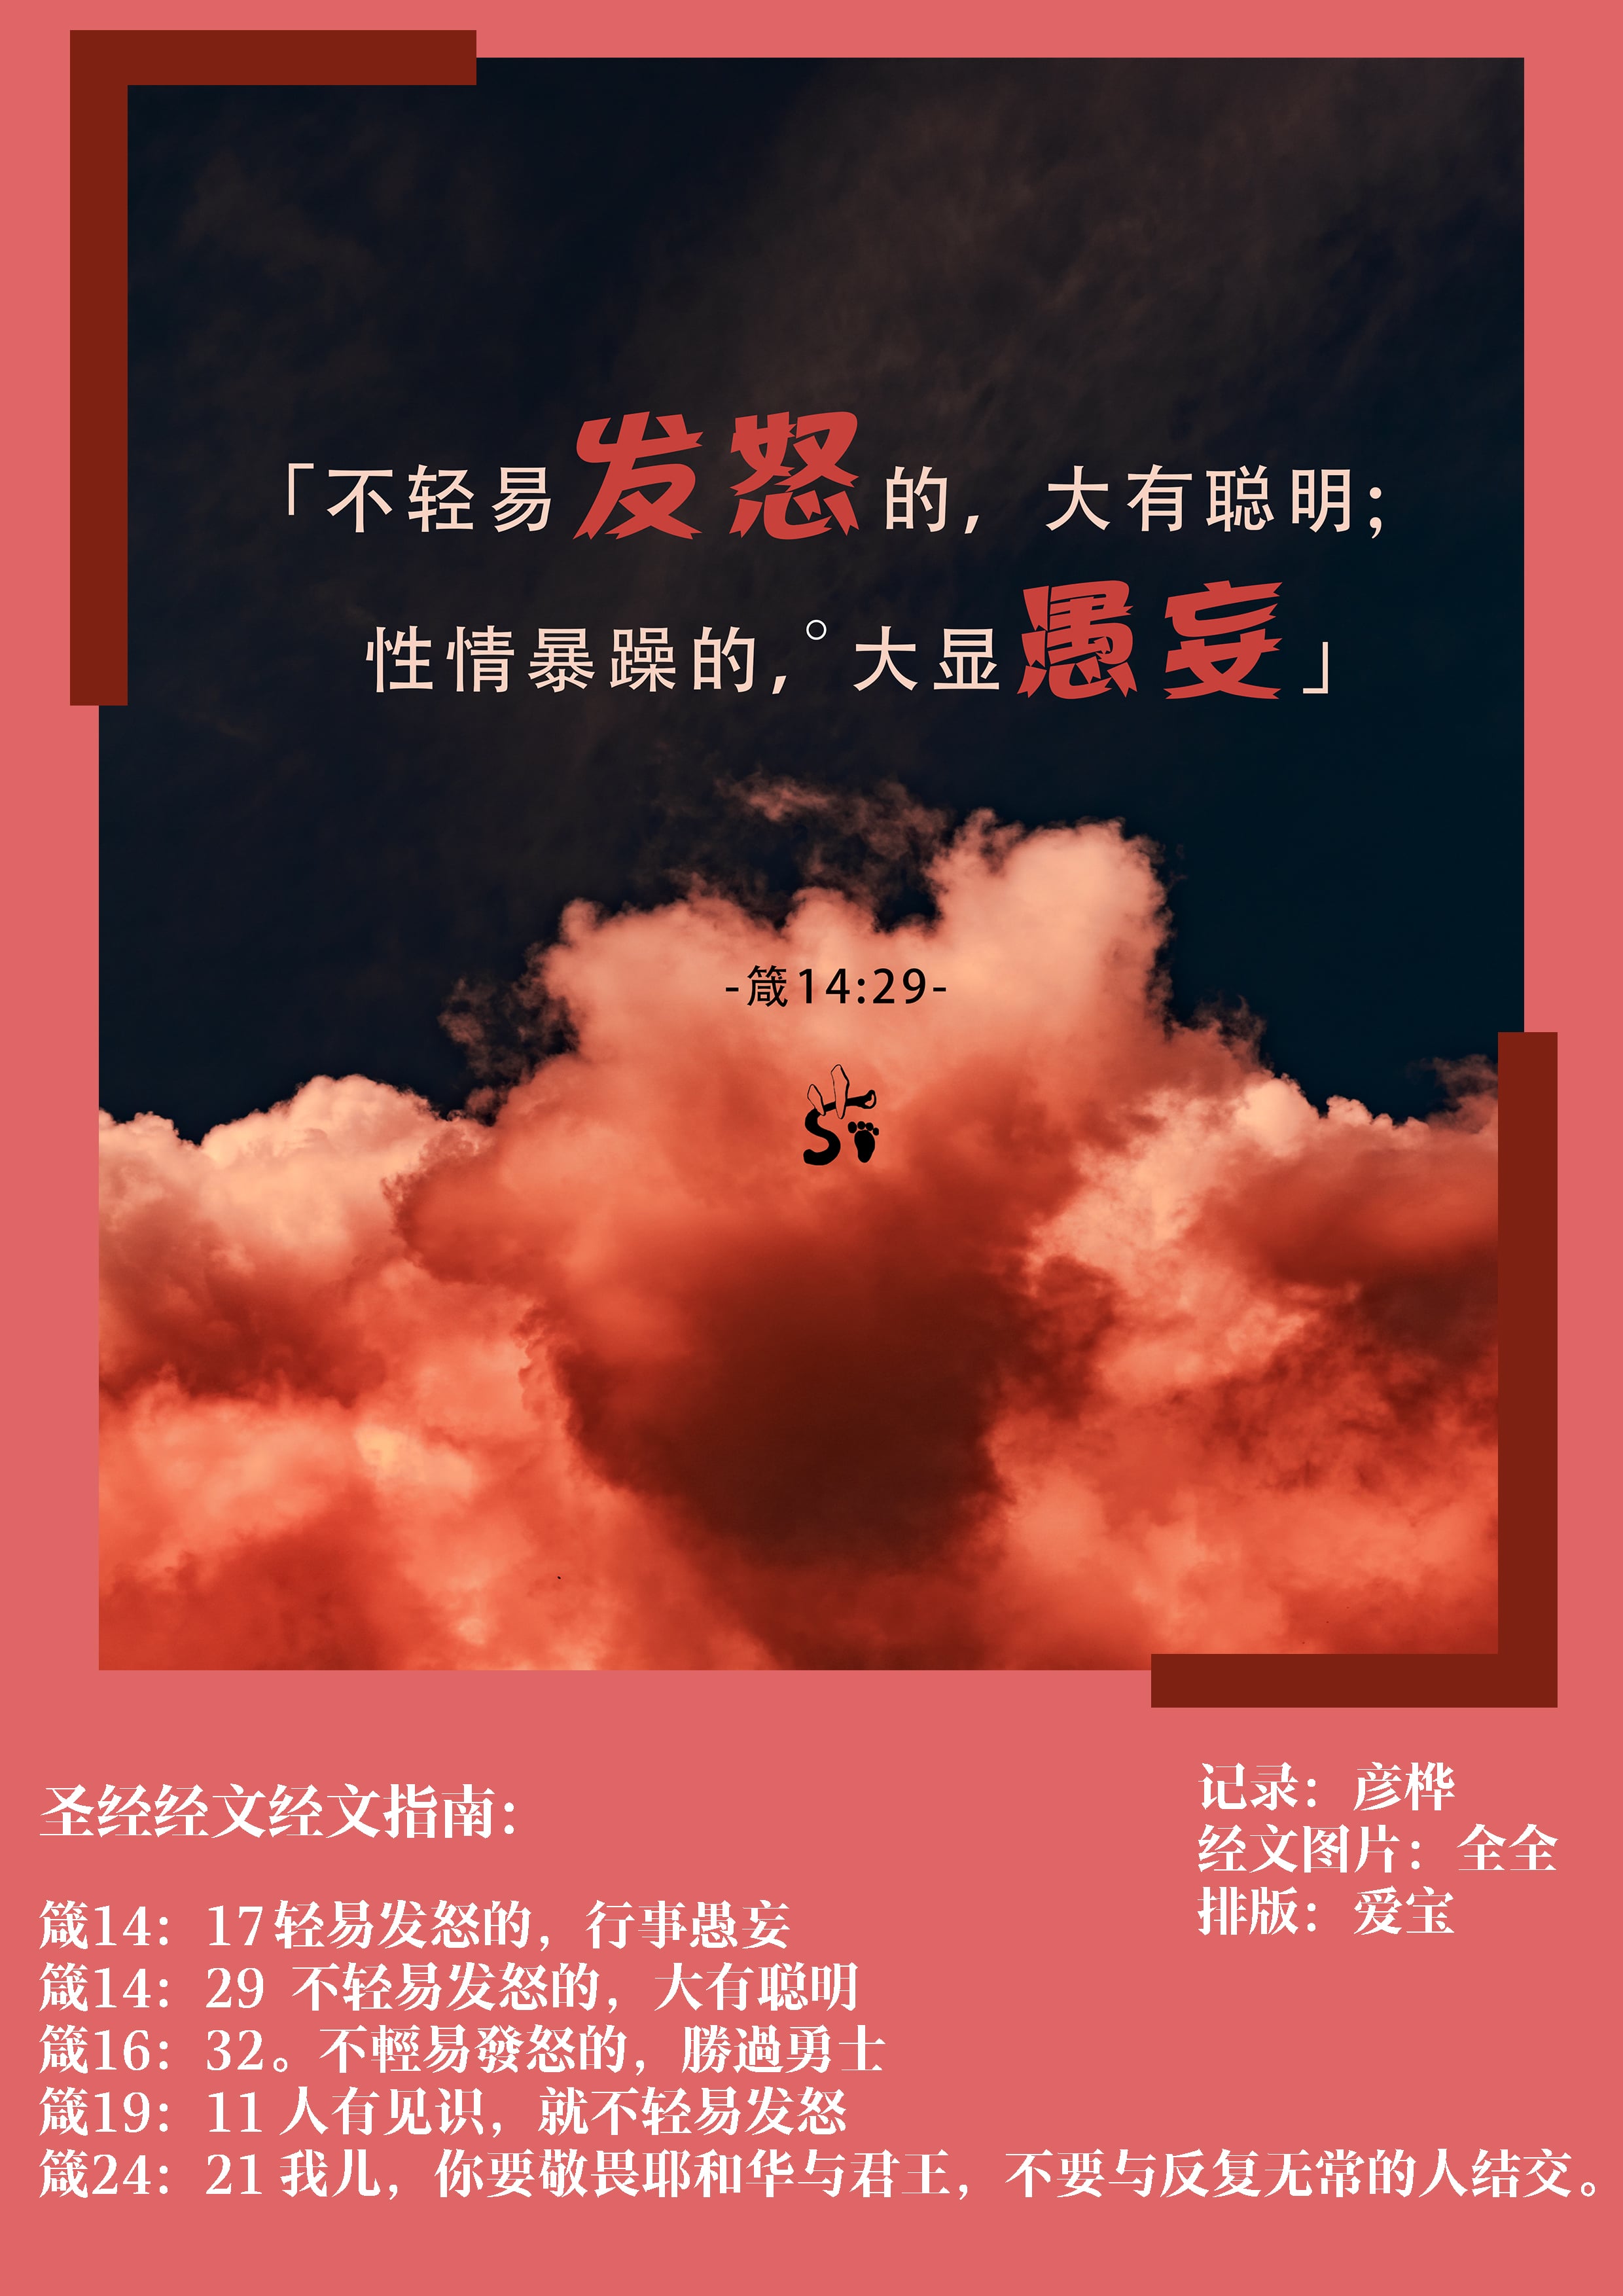 「不轻易发怒的，大有聪明；
性情暴躁的，。大显愚妄」
-箴14:29-
圣经经文经文指南：
记录：彦桦
经文图片：全全
排版：爱宝
箴14：17轻易发怒的，行事愚妄
箴14：29 不轻易发怒的，大有聪明
箴16：32。不輕易發怒的，勝過勇士
箴19：11 人有见识，就不轻易发怒
箴24：21 我儿，你要敬畏耶和华与君王，不要与反复无常的人结交。